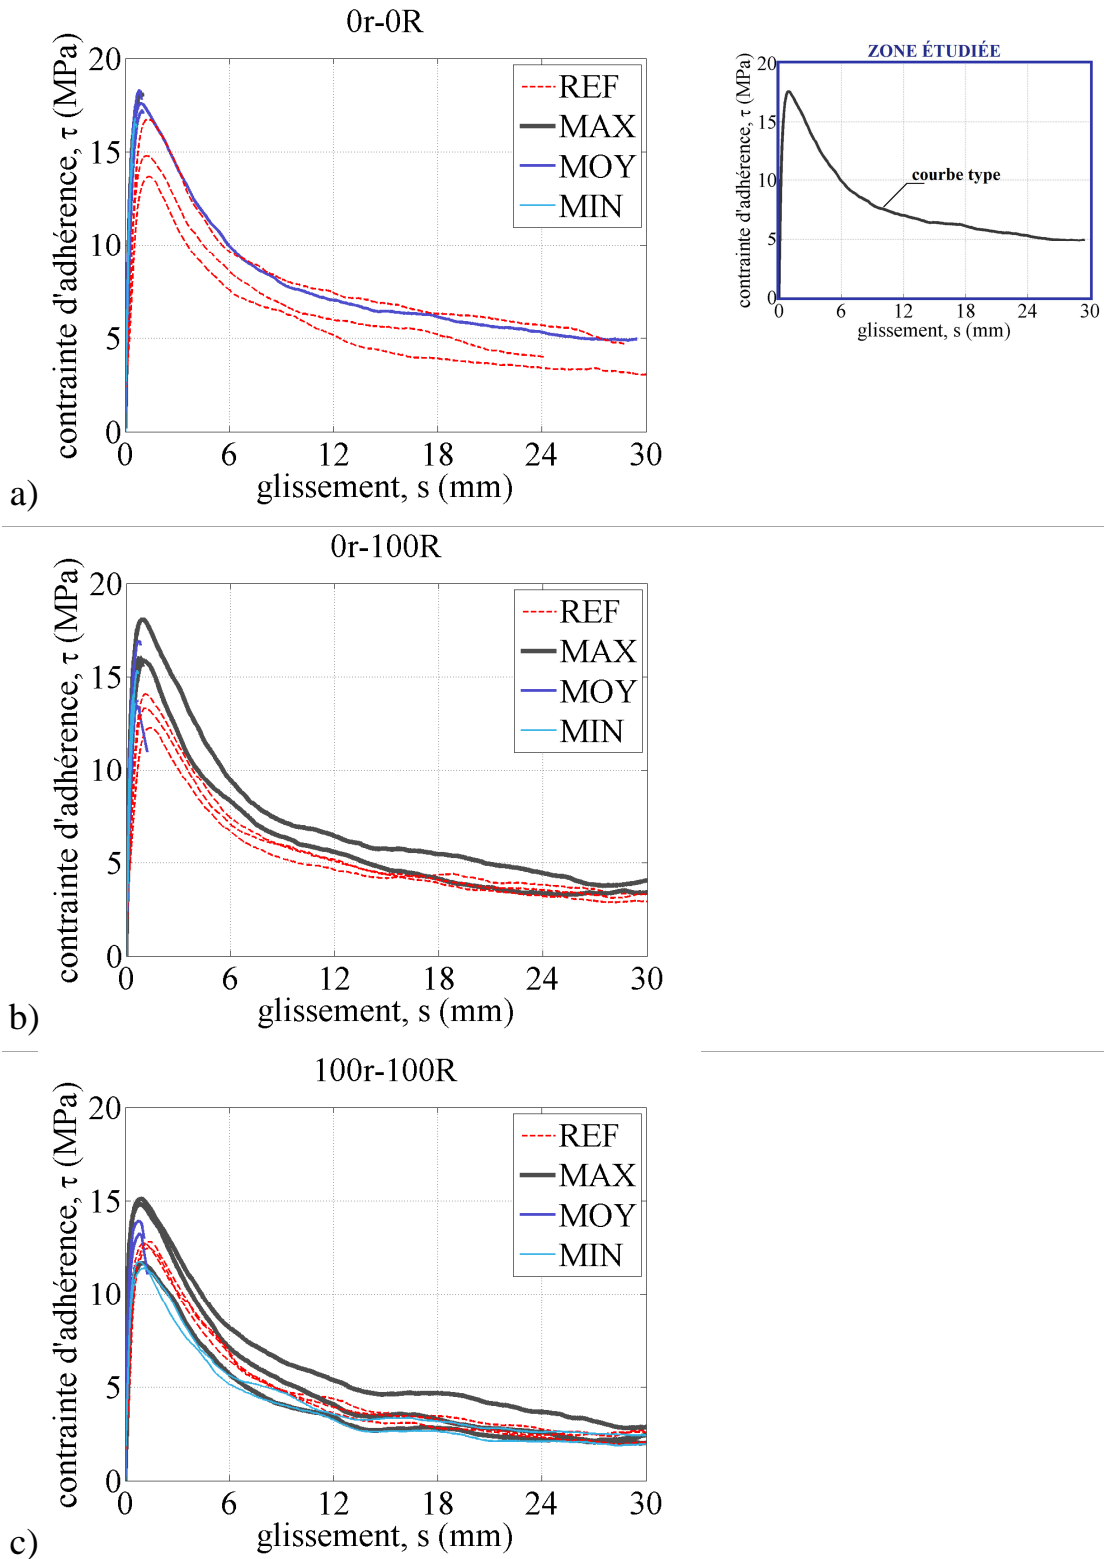 0r-0R
contrainte d'adhérence, τ (MPa)
20
15
10
5
0
0 6 12 18 24 30
glissement, s (mm)
REF
MAX
MOY
MIN
a)
ZONE ÉTUDIÉE
contrainte d'adhérence, τ (MPa)
20
15
10
5
0
courbe type
0 6 12 18 24 30
glissement, s (mm)
0r-100R
contrainte d'adhérence, τ (MPa)
20
15
10
5
0
0 6 12 18 24 30
glissement, s (mm)
REF
MAX
MOY
MIN
b)
100r-100R
contrainte d'adhérence, τ (MPa)
20
15
10
5
0
0 6 12 18 24 30
glissement, s (mm)
REF
MAX
MOY
MIN
c)